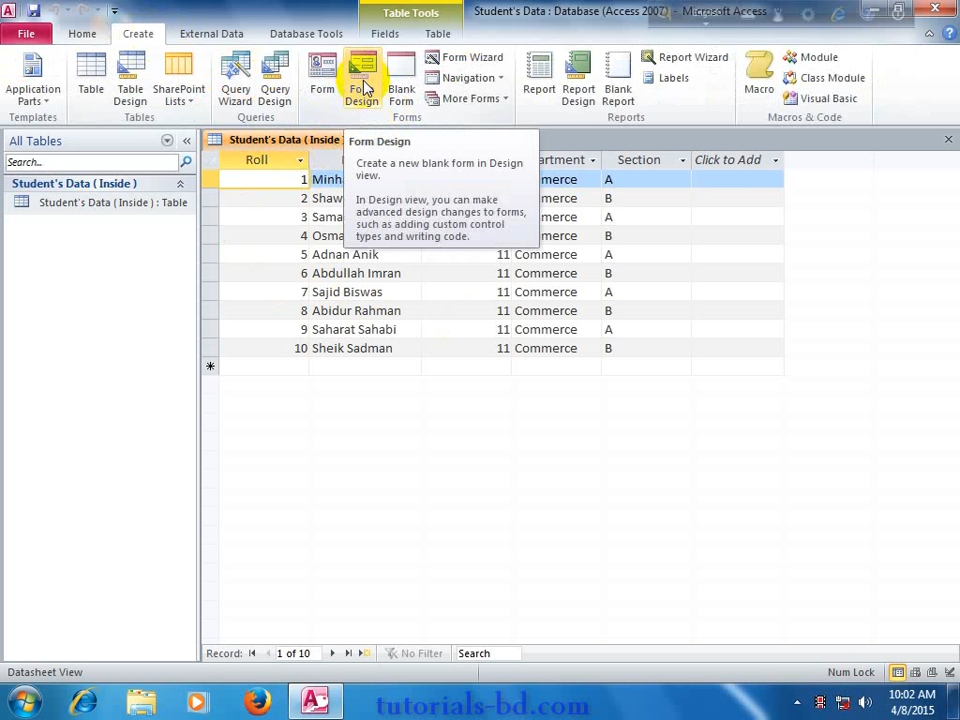 Table Tools
Student's Data : Database (Access 2007) - Microsoft Access
File Home Create External Data Database Tools Fields Table
Application Parts
Table
Table Design
SharePoint Lists
Query Wizard
Query Design
Form
Form Design
Blank Form
Form Wizard
Navigation
More Forms
Report
Report Design
Blank Report
Report Wizard
Labels
Macro
Module
Class Module
Visual Basic
Templates Tables Queries Forms Reports Macros & Code
All Tables
Search...
Student's Data (Inside )
Student's Data ( Inside ) : Table
Student's Data ( Inside
Form Design
Create a new blank form in Design
view.
In Design view, you can make
advanced design changes to forms,
such as adding custom control
types and writing code.
Roll Section Click to Add
1 A
2 B
3 A
4 B
5 Adnan Anik 11 Commerce A
6 Abdullah Imran 11 Commerce B
7 Sajid Biswas 11 Commerce A
8 Abidur Rahman 11 Commerce B
9 Saharat Sahabi 11 Commerce A
10 Sheik Sadman 11 Commerce B
Record: 1 of 10 No Filter Search
Datasheet View Num Lock
10:02 AM
4/8/2015
tutorials-bd.com